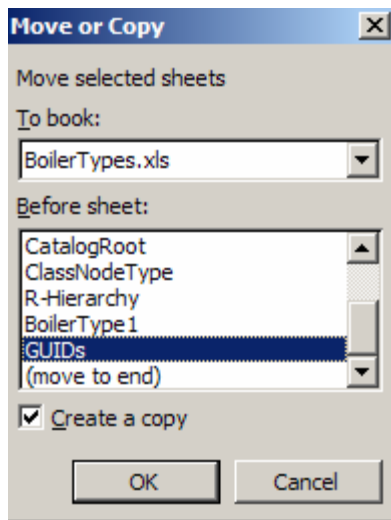 Move or Copy
Move selected sheets
To book:
BoilerTypes.xls
Before sheet:
CatalogRoot
ClassNodeType
R-Hierarchy
BoilerType1
GUIDs
(move to end)
Create a copy
OK Cancel